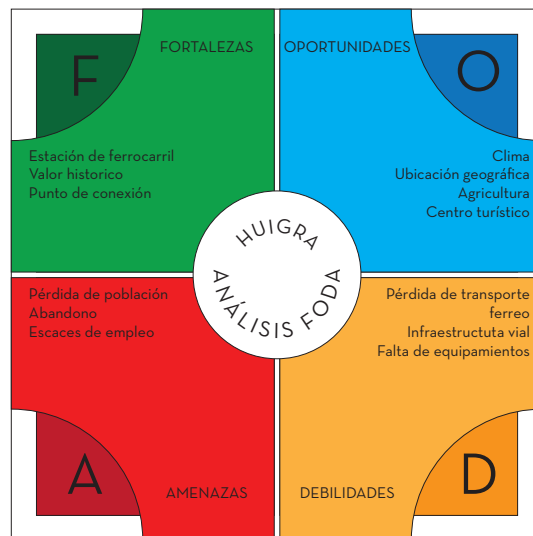 F
FORTALEZAS
Estación de ferrocarril
Valor historico
Punto de conexión
OPORTUNIDADES
O
Clima
Ubicación geográfica
Agricultura
Centro turístico
HUIGRA
ANÁLISIS FODA
Pérdida de población
Abandono
Escaces de empleo
A
AMENAZAS
Pérdida de transporte
ferreo
Infraestructuta vial
Falta de equipamientos
DEBILIDADES
D